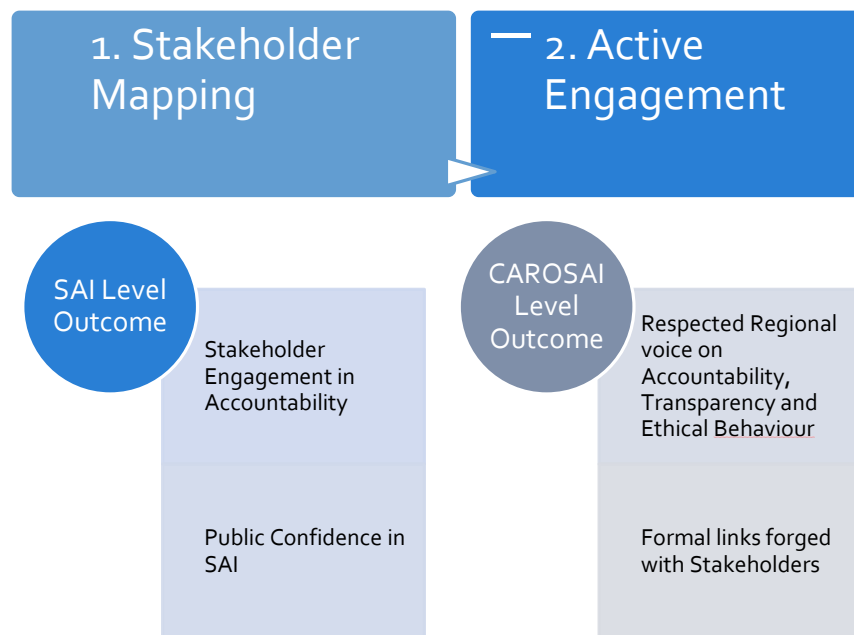 1. Stakeholder
Mapping
2. Active
Engagement
SAI Level
Outcome
Stakeholder
Engagement in
Accountability
Public Confidence in
SAI
CAROSAI
Level
Outcome
Respected Regional
voice on
Accountability,
Transparency and
Ethical Behaviour
Formal links forged
with Stakeholders